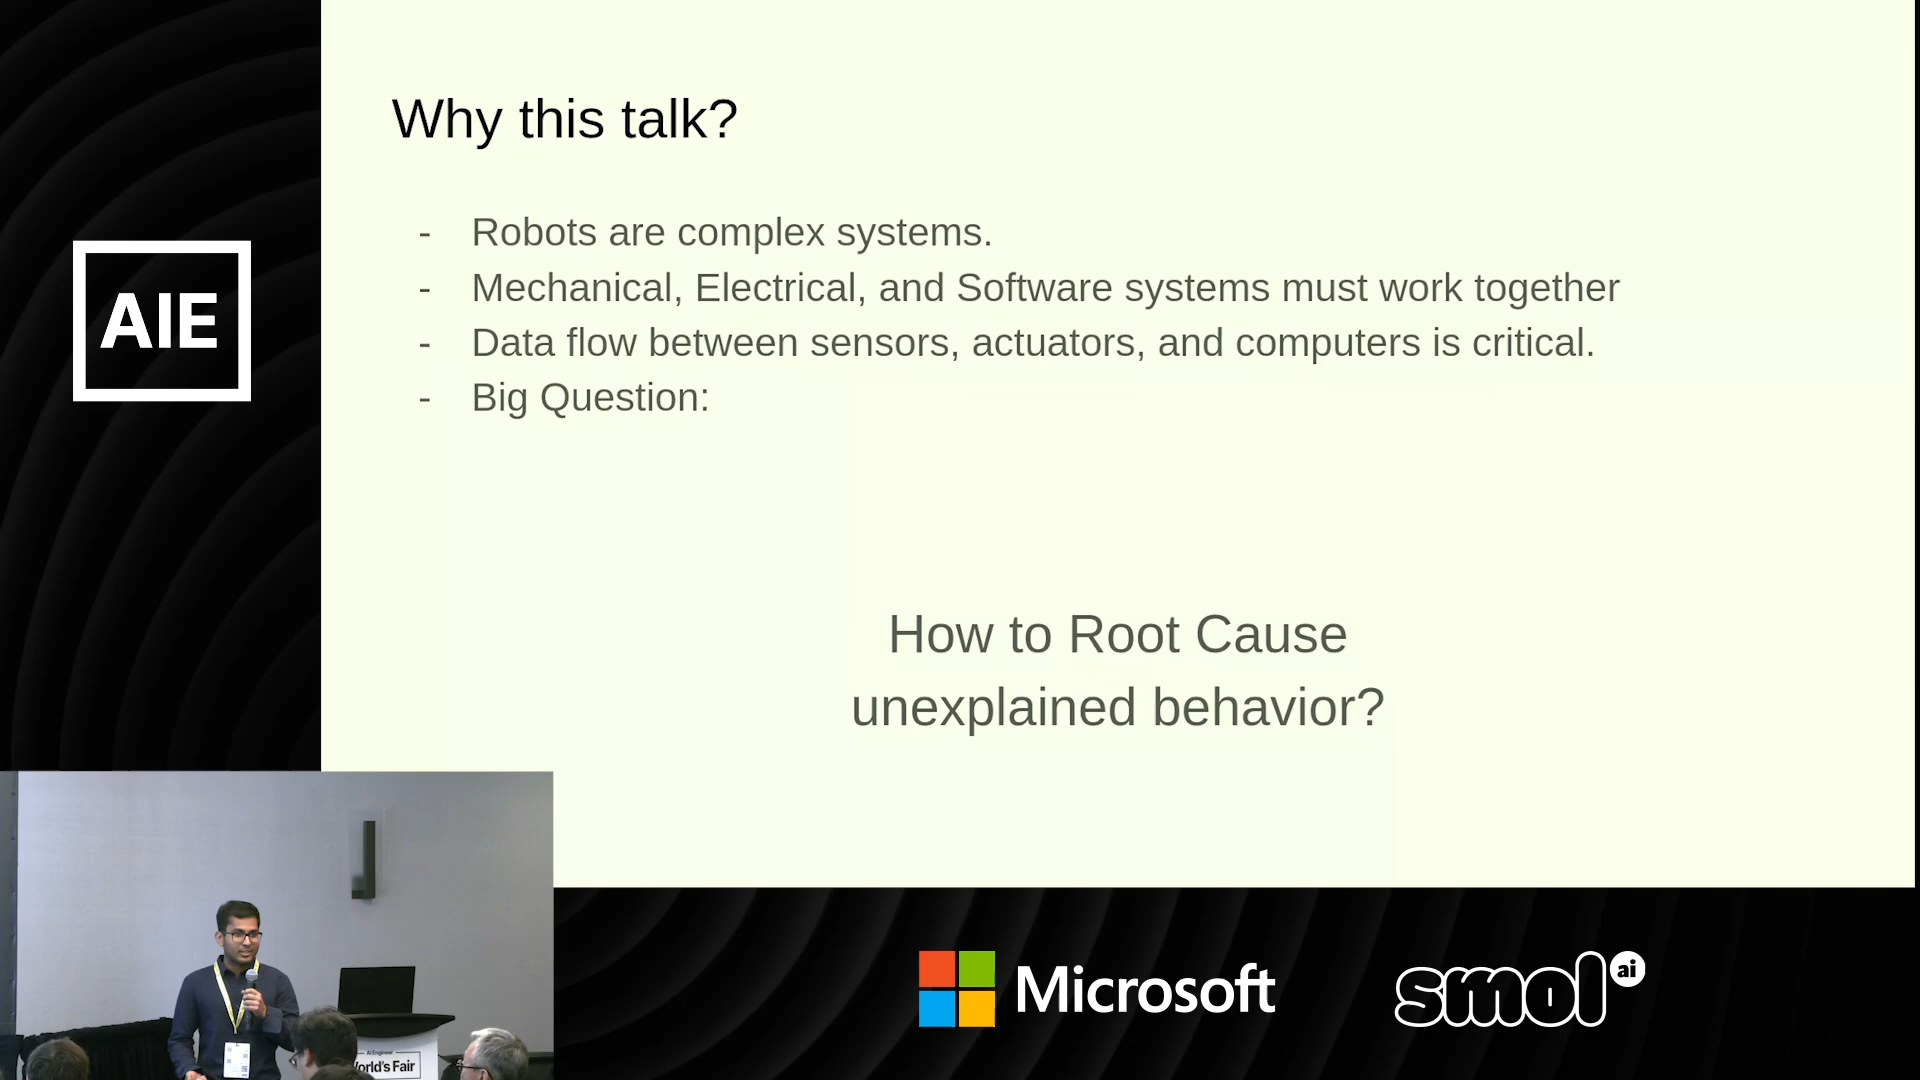 Why this talk?
- Robots are complex systems.
- Mechanical, Electrical, and Software systems must work together
- Data flow between sensors, actuators, and computers is critical.
- Big Question:
How to Root Cause
unexplained behavior?
AIE
AI Engineer
World's Fair
Microsoft
smol ai